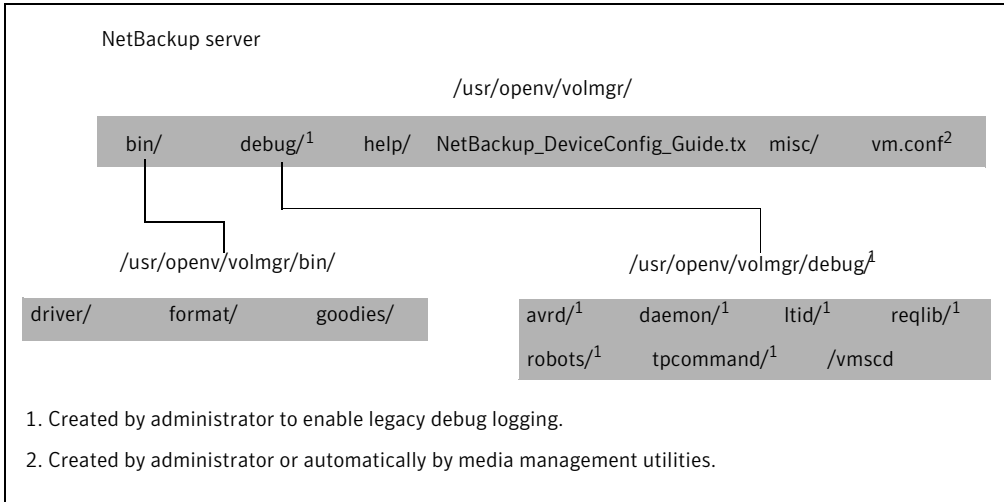 NetBackup server
/usr/openv/volmgr/
bin/ debug/1 help/ NetBackup_DeviceConfig_Guide.tx misc/ vm.conf2
/usr/openv/volmgr/bin/ /usr/openv/volmgr/debug/1
driver/ format/ goodies/ avrd/1 daemon/1 ltid/1 reqlib/1
robots/1 tpcommand/1 /vmscd
1. Created by administrator to enable legacy debug logging.
2. Created by administrator or automatically by media management utilities.